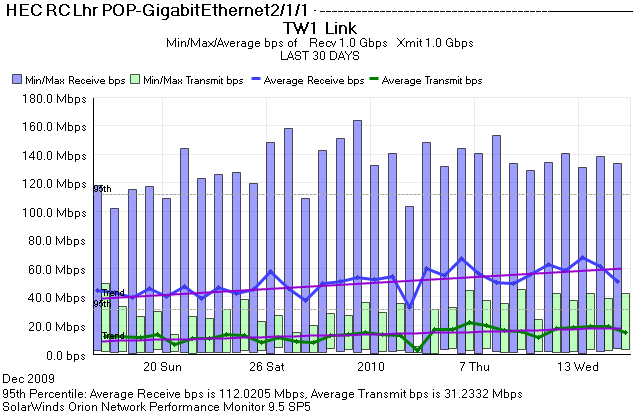 HEC RC Lhr POP-GigabitEthernet2/1/1 ·
TW1 Link
Min/Max/Average bps of Recv 1.0 Gbps Xmit 1.0 Gbps
LAST 30 DAYS
Min/Max Receive bps Min/Max Transmit bps Average Receive bps Average Transmit bps
180.0 Mbps
160.0 Mbps
140.0 Mbps
120.0 Mbps
95th
100.0 Mbps
80.0 Mbps
60.0 Mbps
Trend
40.0 Mbps
95th
20.0 Mbps
Trend
0.0 bps
20 Sun 26 Sat 2010 7 Thu 13 Wed
Dec 2009
95th Percentile: Average Receive bps is 112.0205 Mbps, Average Transmit bps is 31.2332 Mbps
SolarWinds Orion Network Performance Monitor 9.5 SP5